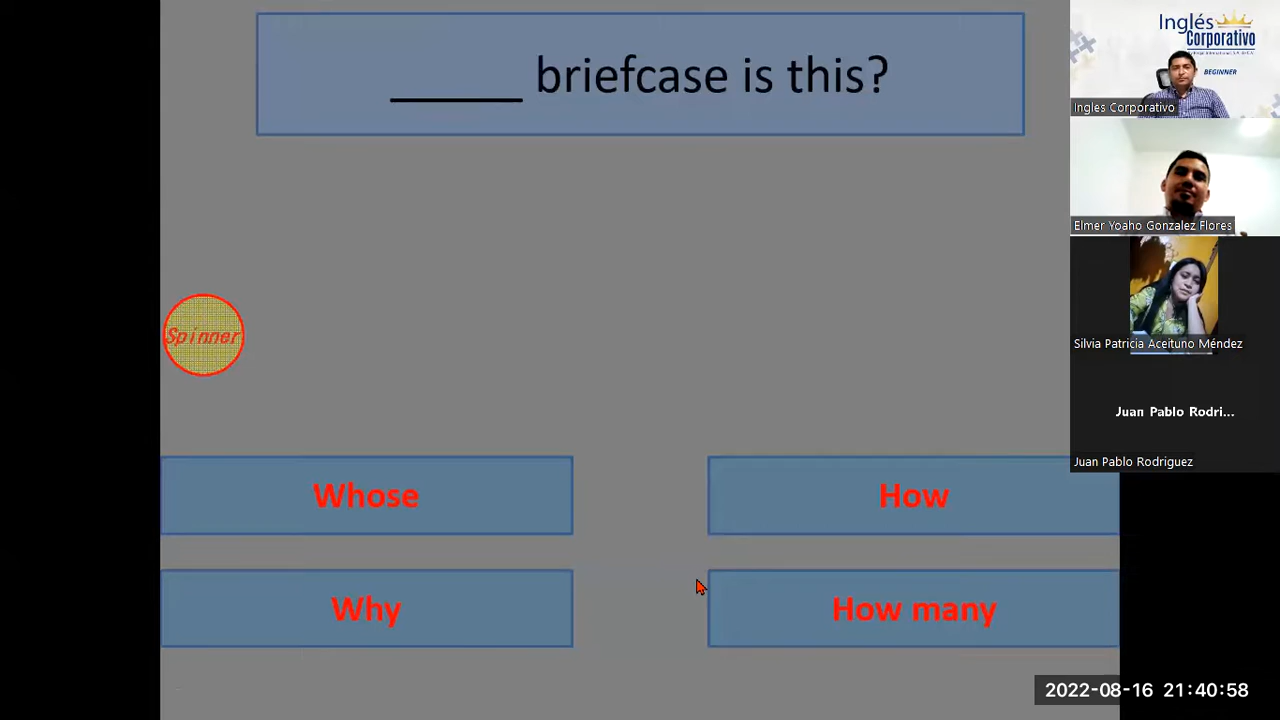 _____ briefcase is this?
Spinner
Whose
How
Why
How many
Inglés
Corporativo
BEGINNER
Ingles Corporativo
Elmer Yoaho Gonzalez Flores
Silvia Patricia Aceituno Méndez
Juan Pablo Rodri...
Juan Pablo Rodriguez
2022-08-16 21:40:58